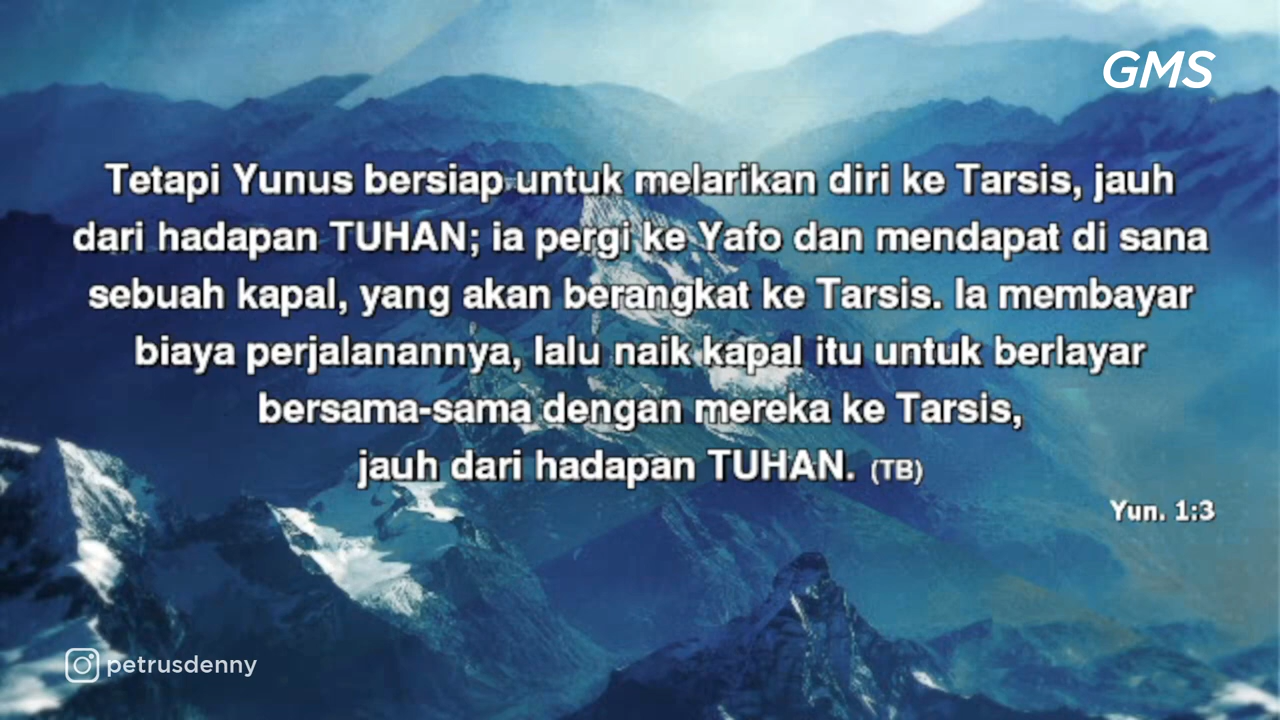 GMS
Tetapi Yunus bersiap untuk melarikan diri ke Tarsis, jauh
dari hadapan TUHAN; ia pergi ke Yafo dan mendapat di sana
sebuah kapal, yang akan berangkat ke Tarsis. Ia membayar
biaya perjalanannya, lalu naik kapal itu untuk berlayar
bersama-sama dengan mereka ke Tarsis,
jauh dari hadapan TUHAN. (TB)
Yun. 1:3
petrusdenny